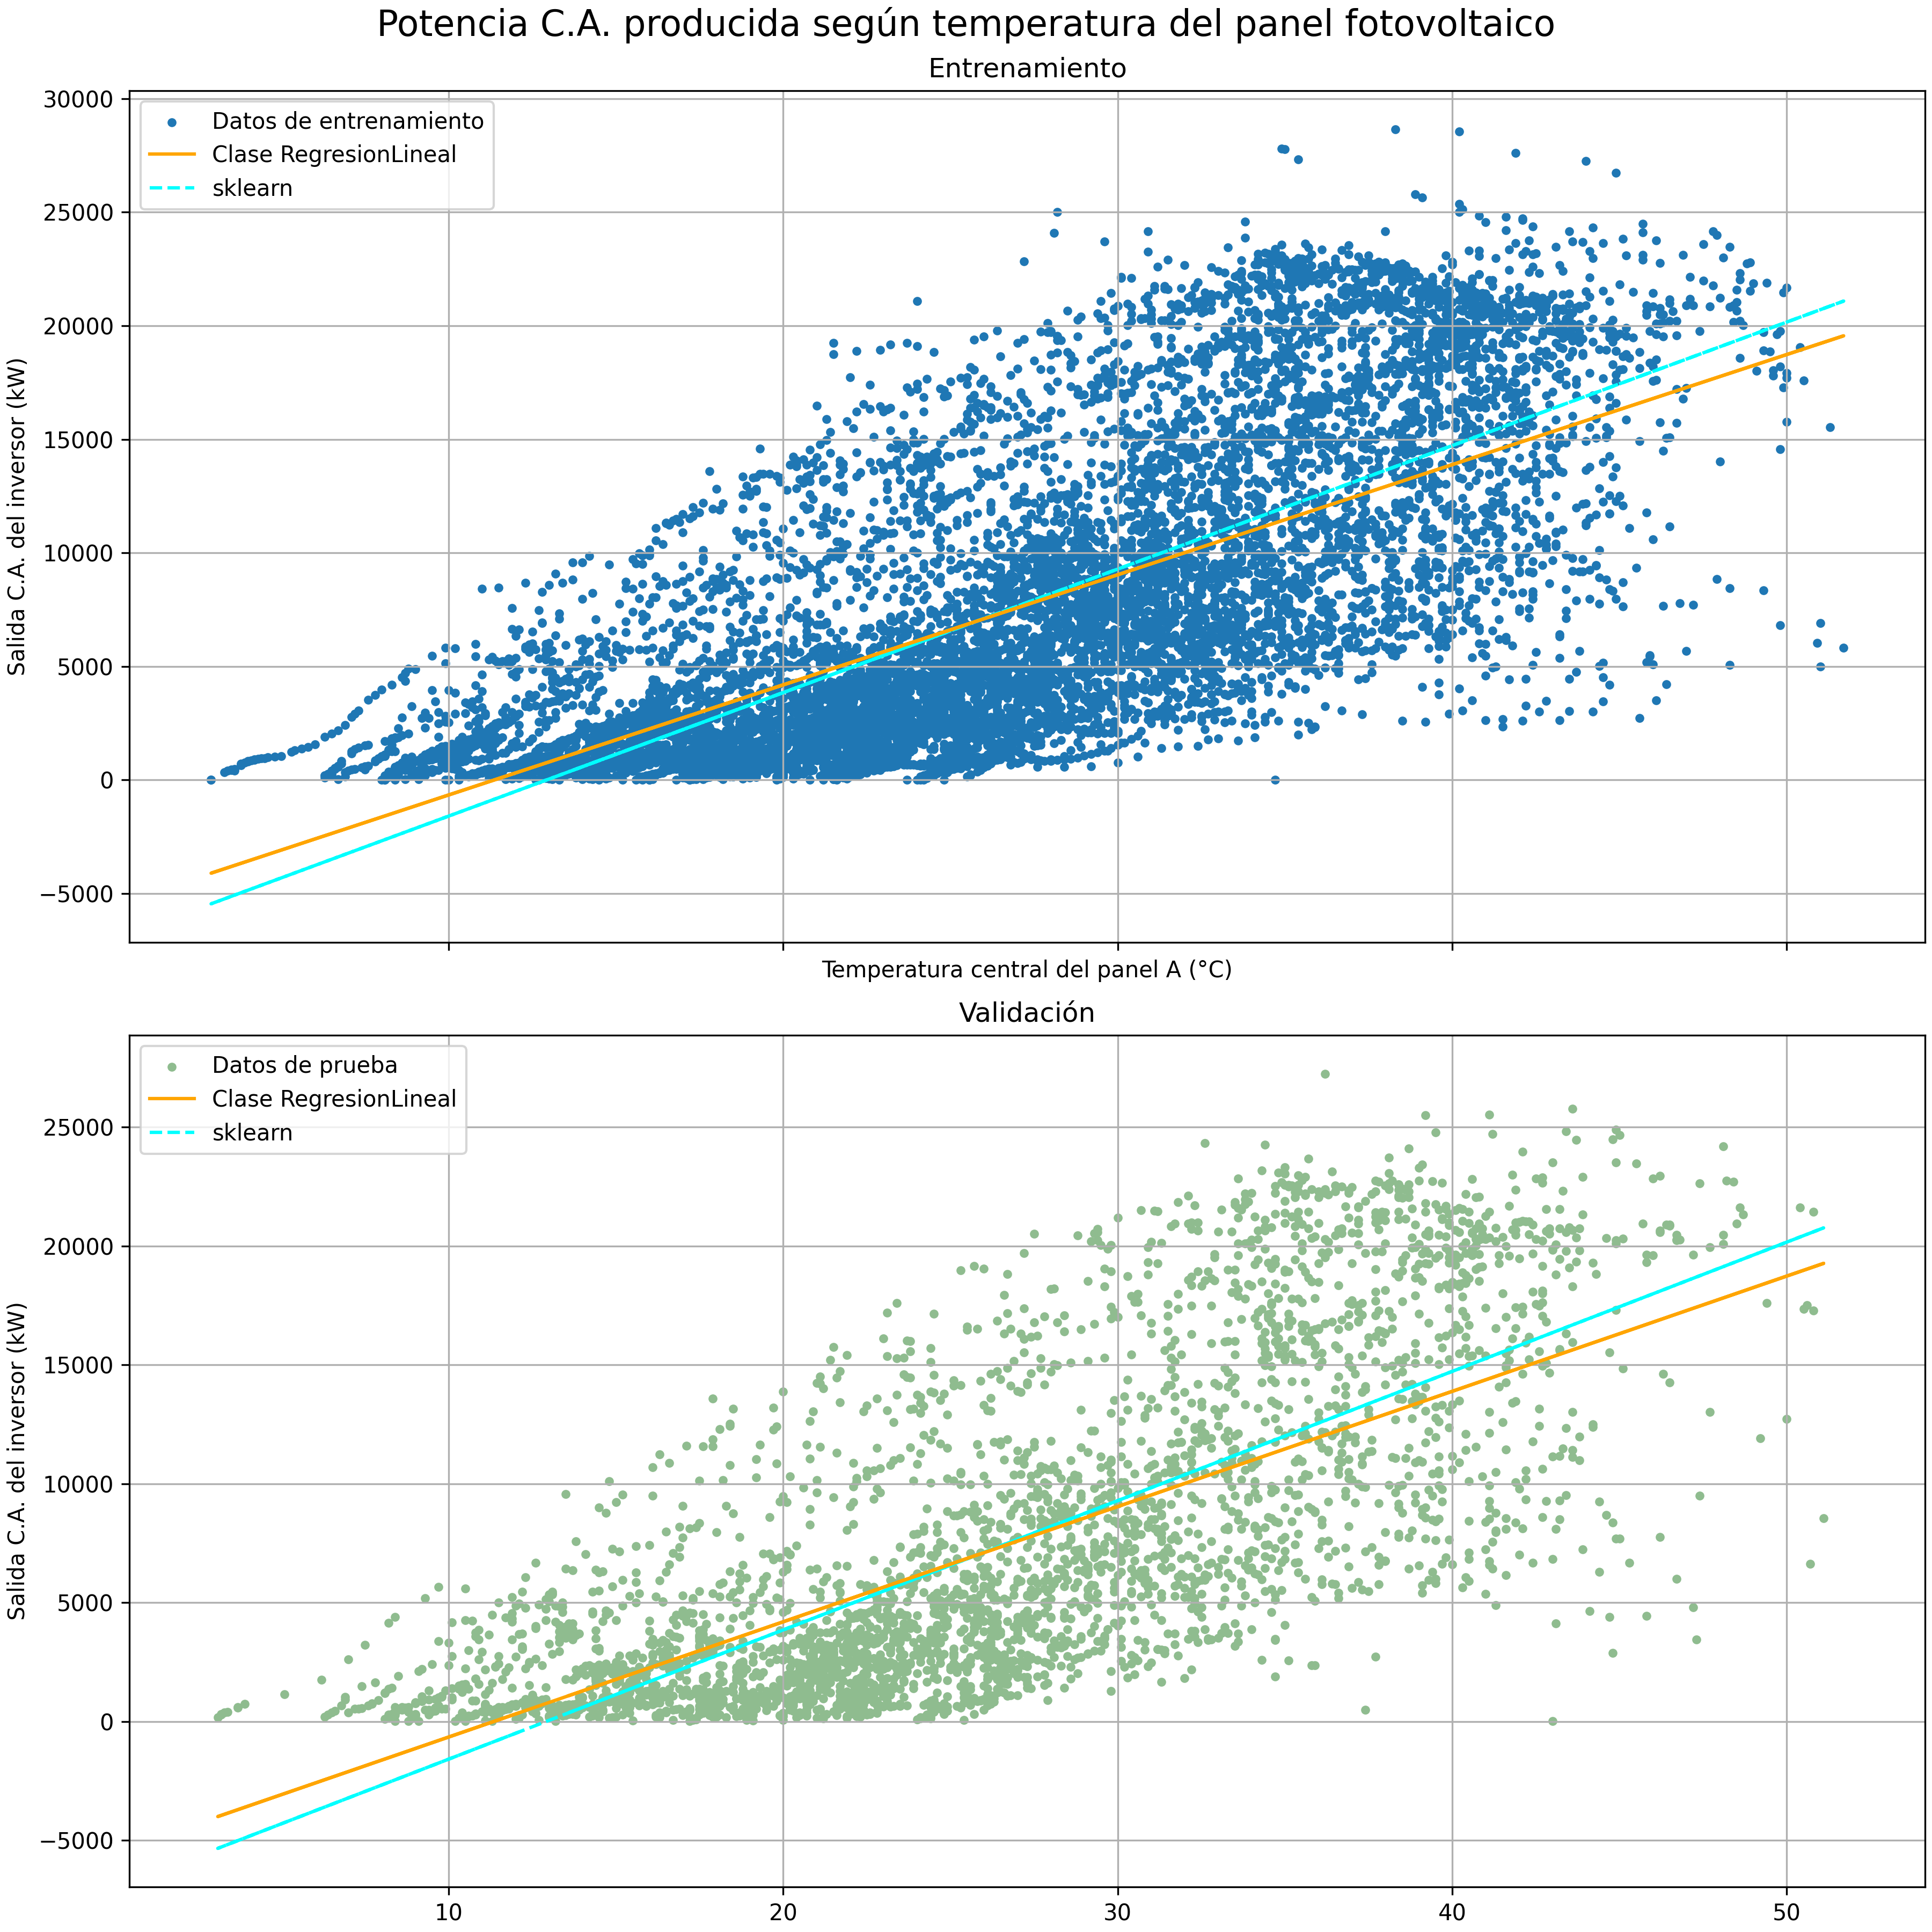 Potencia C.A. producida según temperatura del panel fotovoltaico
Entrenamiento
Datos de entrenamiento
Clase RegresionLineal
sklearn
30000
25000
20000
15000
10000
5000
0
−5000
Salida C.A. del inversor (kW)
Temperatura central del panel A (°C)
Validación
Datos de prueba
Clase RegresionLineal
sklearn
25000
20000
15000
10000
5000
0
−5000
Salida C.A. del inversor (kW)
10 20 30 40 50